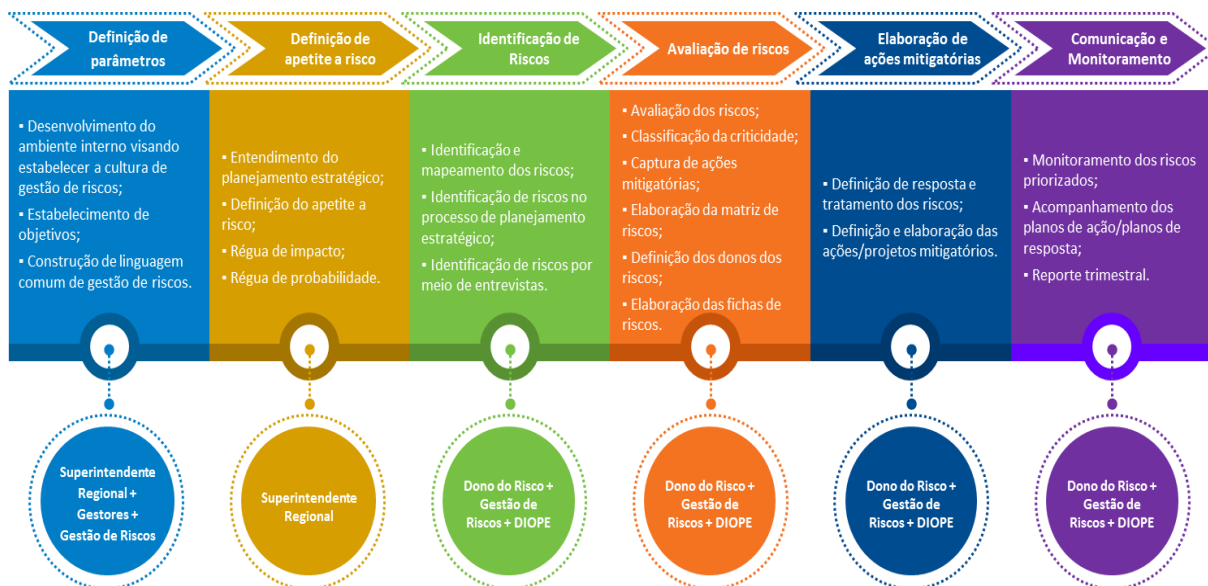 Definição de
parâmetros
Definição de
apetite a risco
Identificação de
Riscos
Avaliação de riscos
Elaboração de
ações mitigatórias
Comunicação e
Monitoramento
▪ Desenvolvimento do
ambiente interno visando
estabelecer a cultura de
gestão de riscos;
▪ Estabelecimento de
objetivos;
▪ Construção de linguagem
comum de gestão de riscos.
▪ Entendimento do
planejamento estratégico;
▪ Definição do apetite a
risco;
▪ Régua de impacto;
▪ Régua de probabilidade.
▪ Identificação e
mapeamento dos riscos;
▪ Identificação de riscos no
processo de planejamento
estratégico;
▪ Identificação de riscos por
meio de entrevistas.
▪ Avaliação dos riscos;
▪ Classificação da criticidade;
▪ Captura de ações
mitigatórias;
▪ Elaboração da matriz de
riscos;
▪ Definição dos donos dos
riscos;
▪ Elaboração das fichas de
riscos.
▪ Definição de resposta e
tratamento dos riscos;
▪ Definição e elaboração das
ações/projetos mitigatórios.
▪ Monitoramento dos riscos
priorizados;
▪ Acompanhamento dos
planos de ação/planos de
resposta;
▪ Reporte trimestral.
Superintendente
Regional +
Gestores +
Gestão de Riscos
Superintendente
Regional
Dono do Risco +
Gestão de
Riscos + DIOPE
Dono do Risco +
Gestão de
Riscos + DIOPE
Dono do Risco +
Gestão de
Riscos + DIOPE
Dono do Risco +
Gestão de
Riscos + DIOPE